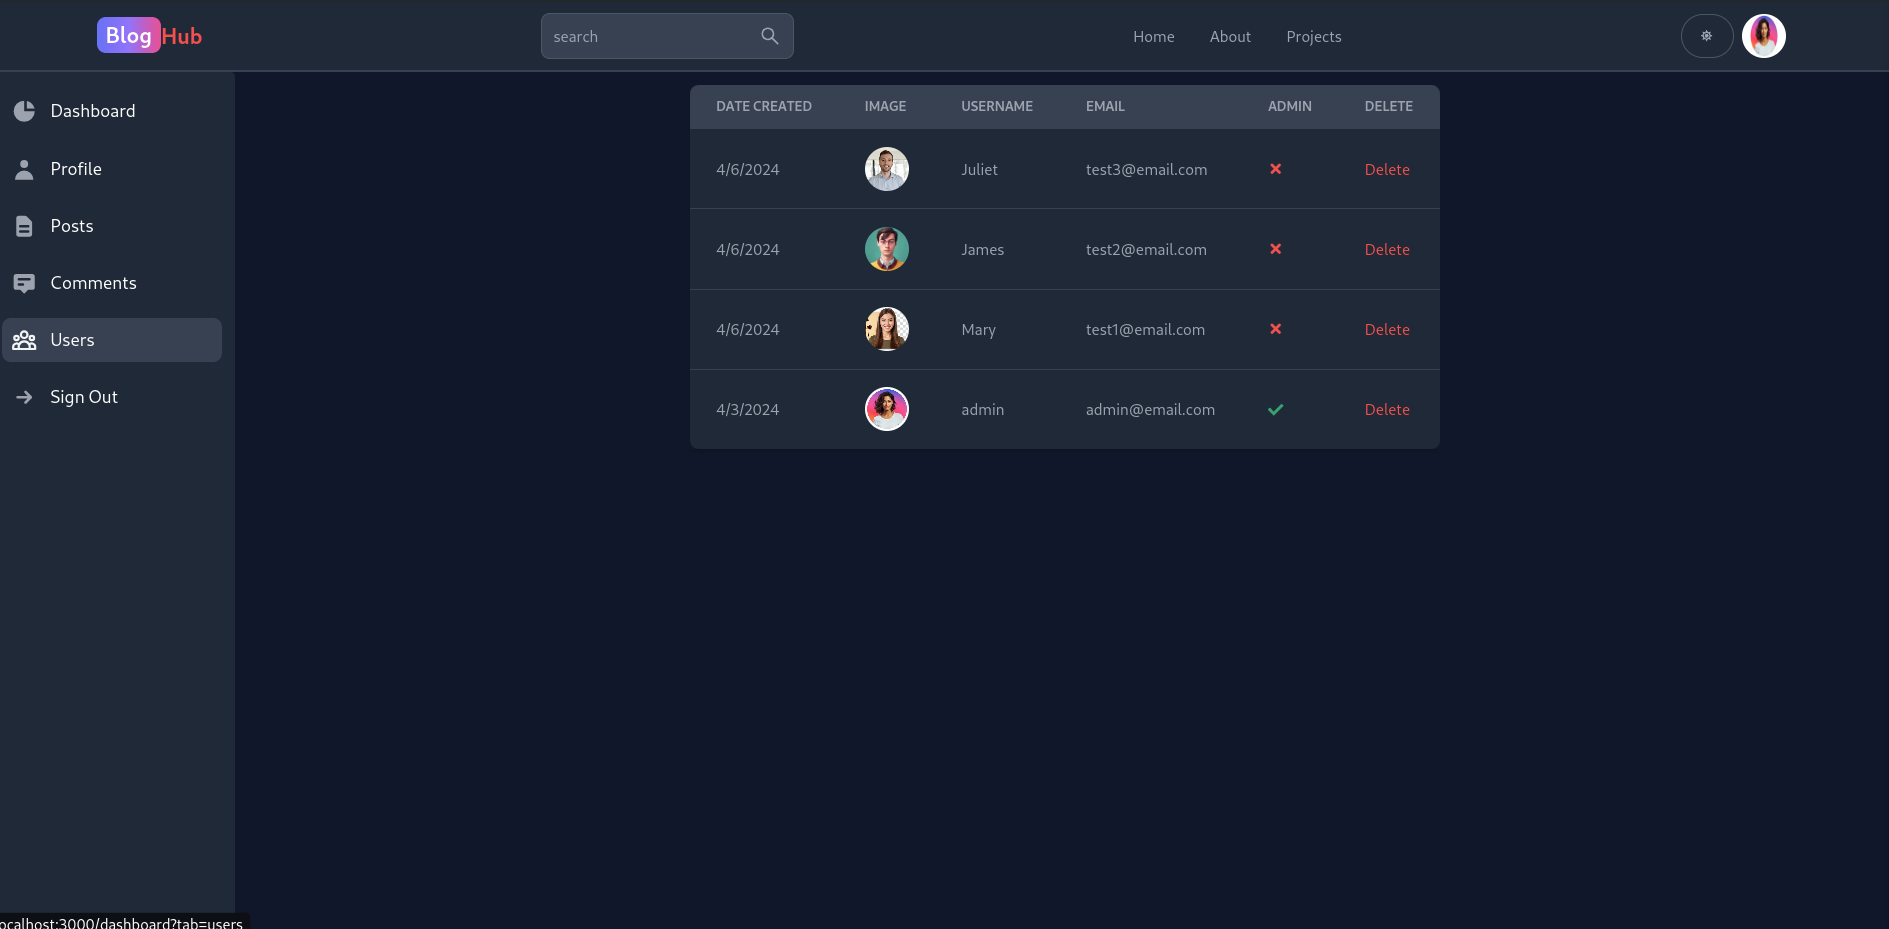 BlogHub
search
Home About Projects
Dashboard
Profile
Posts
Comments
Users
Sign Out
DATE CREATED IMAGE USERNAME EMAIL ADMIN DELETE
4/6/2024 Juliet test3@email.com Delete
4/6/2024 James test2@email.com Delete
4/6/2024 Mary test1@email.com Delete
4/3/2024 admin admin@email.com Delete
ocalhost:3000/dashboard?tab=users